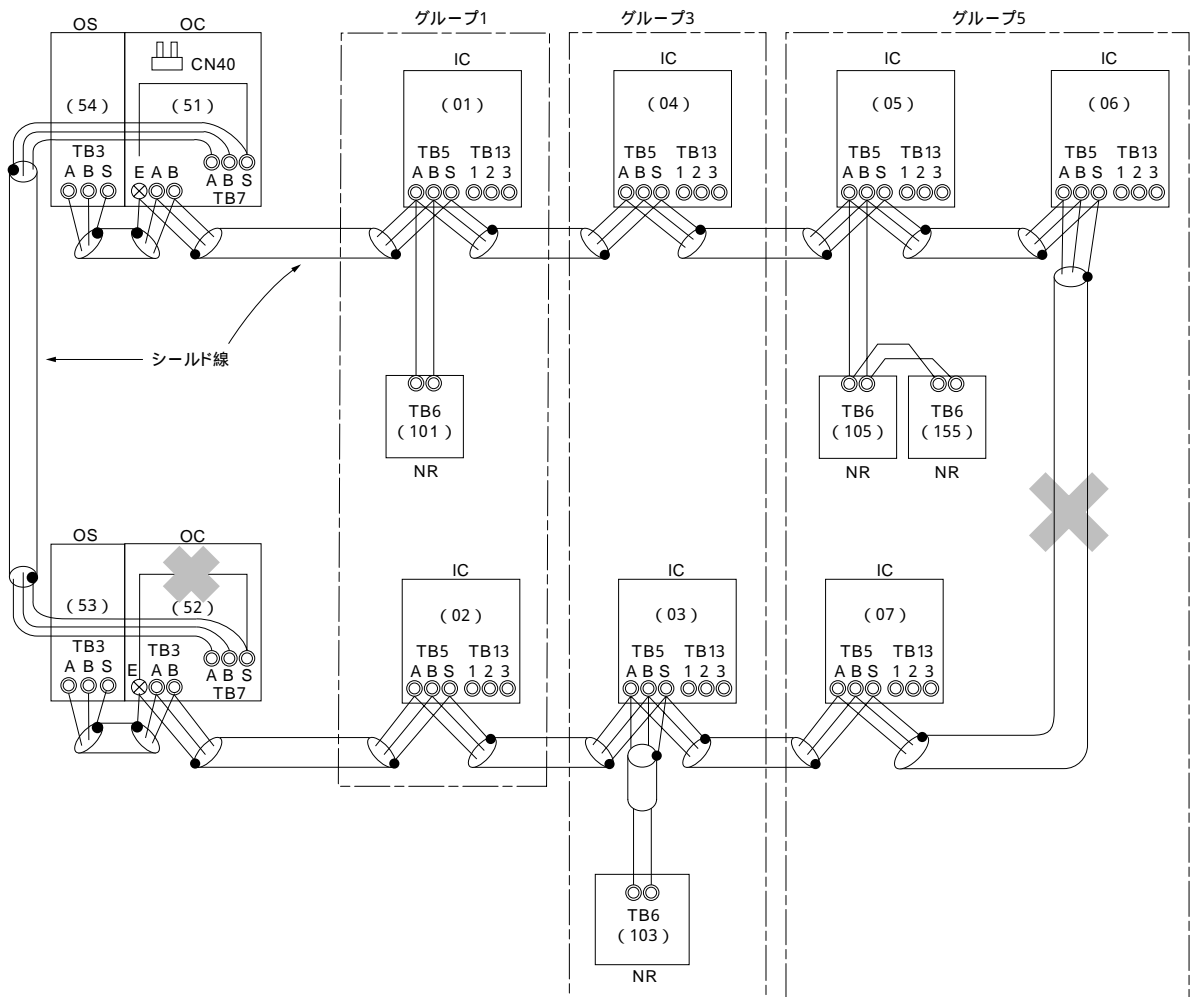 グループ1
グループ3
グループ5
OS
OC
CN40
(54)
(51)
TB3
A B S
E A B
A B S
TB7
IC
(01)
TB5 TB13
A B S 1 2 3
IC
(04)
TB5 TB13
A B S 1 2 3
IC
(05)
TB5 TB13
A B S 1 2 3
IC
(06)
TB5 TB13
A B S 1 2 3
シールド線
TB6
(101)
NR
TB6
(105)
NR
TB6
(155)
NR
OS
OC
(53)
(52)
TB3
A B S
TB3
E A B
A B S
TB7
IC
(02)
TB5 TB13
A B S 1 2 3
IC
(03)
TB5 TB13
A B S 1 2 3
IC
(07)
TB5 TB13
A B S 1 2 3
TB6
(103)
NR